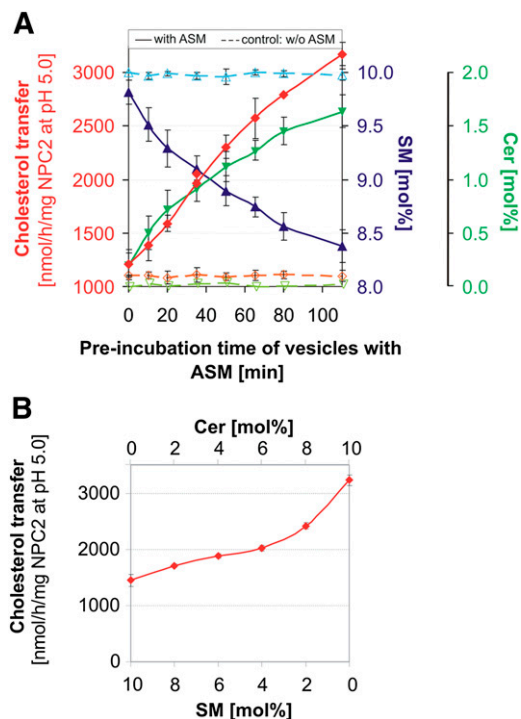 A
with ASM control: w/o ASM
Cholesterol transfer
[nmol/h/mg NPC2 at pH 5.0]
3000
2500
2000
1500
1000
10.0
9.5
9.0
8.5
8.0
SM
[mol%]
2.0
1.5
1.0
0.5
0.0
Cer
[mol%]
0 20 40 60 80 100
Pre-incubation time of vesicles with
ASM [min]
B
Cer [mol%]
0 2 4 6 8 10
Cholesterol transfer
[nmol/h/mg NPC2 at pH 5.0]
3000
2000
1000
0
10 8 6 4 2 0
SM [mol%]